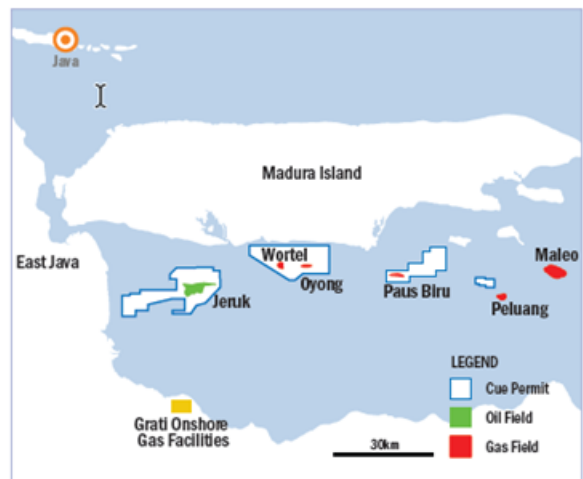 Java
Madura Island
East Java
Wortel
Oyong
Jeruk
Paus Biru
Peluang
Maleo
Grati Onshore
Gas Facilities
30km
LEGEND
Cue Permit
Oil Field
Gas Field